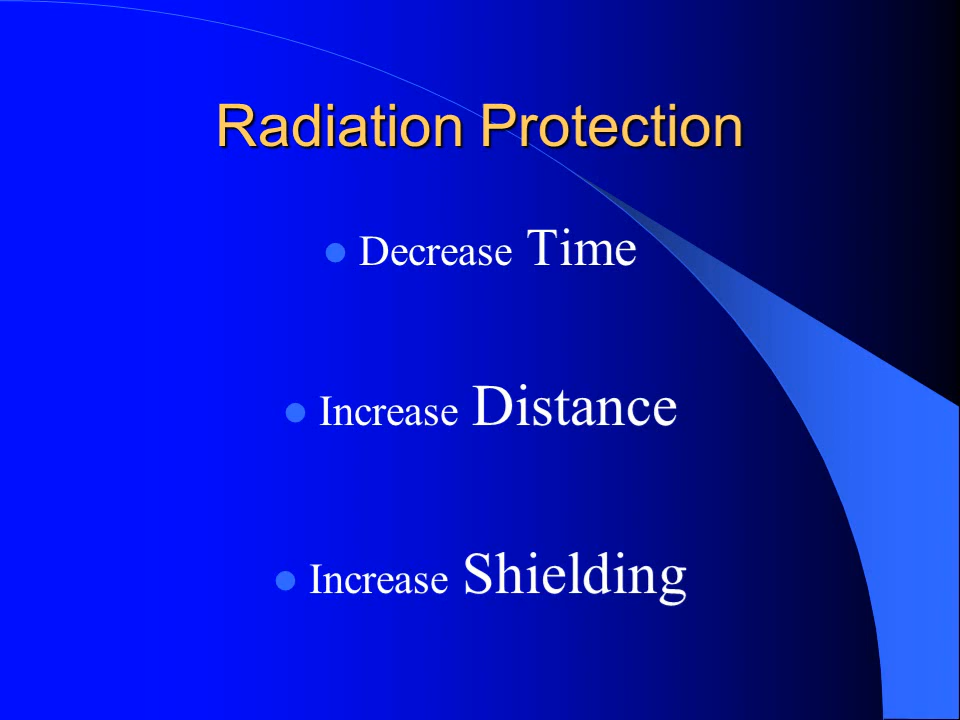 Radiation Protection
Decrease Time
Increase Distance
Increase Shielding